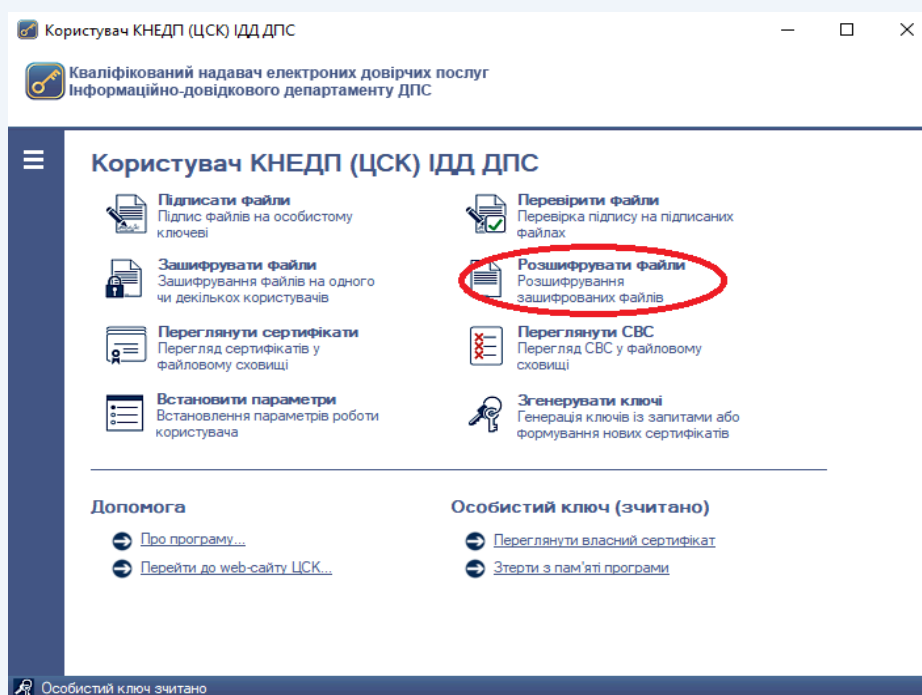 Користувач КНЕДП (ЦСК) ІДД ДПС
Кваліфікований надавач електроних довірчих послуг
Інформаційно-довідкового департаменту ДПС
Користувач КНЕДП (ЦСК) ІДД ДПС
Підписати файли
Підпис файлів на особистому
ключеві
Перевірити файли
Перевірка підпису на підписаних
файлах
Зашифрувати файли
Зашифрування файлів на одного
чи декількох користувачів
Розшифрувати файли
Розшифрування
зашифрованих файлів
Переглянути сертифікати
Перегляд сертифікатів у
файловому сховищі
Переглянути СВС
Перегляд СВС у файловому
сховищі
Встановити параметри
Встановлення параметрів роботи
користувача
Згенерувати ключі
Генерація ключів із запитами або
формування нових сертифікатів
Допомога
Про програму...
Перейти до web-сайту ЦСК...
Особистий ключ (зчитано)
Переглянути власний сертифікат
Зтерти з пам'яті програми
Особистий ключ зчитано